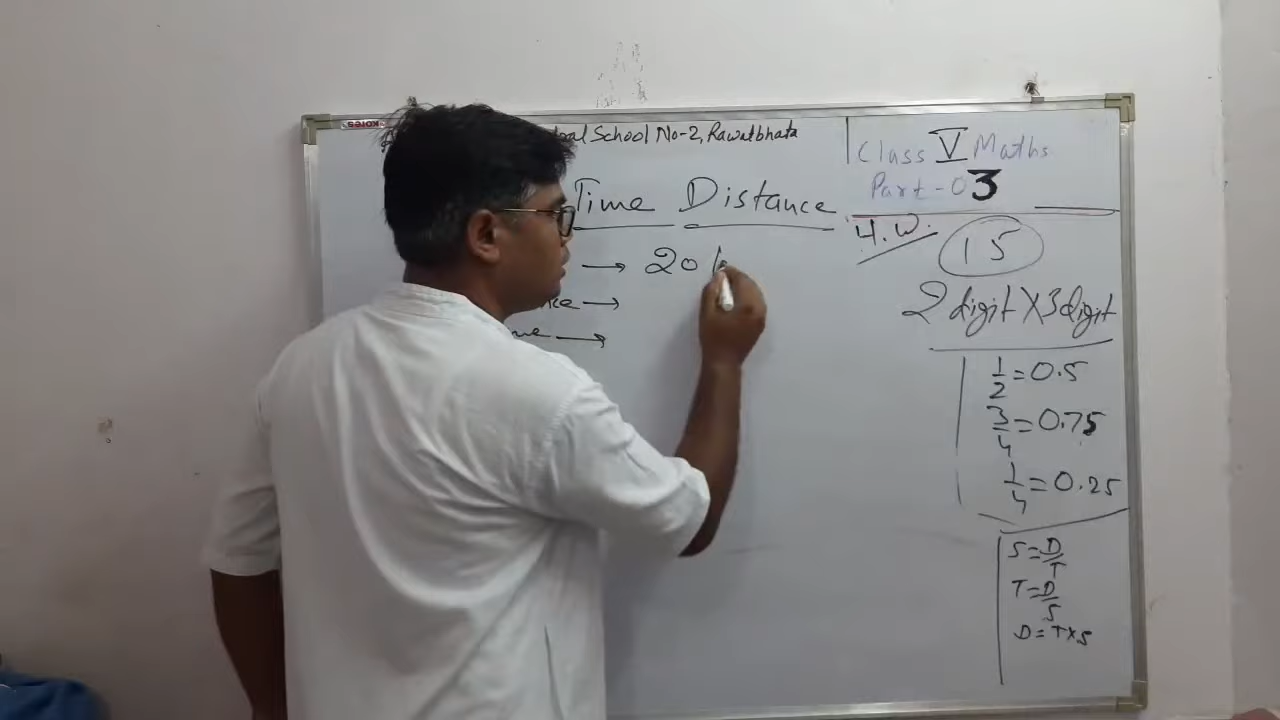 School No-2, Rawatbhata
Time Distance
→ 20
→
→
Class V Maths
Part-03
H.W. 15
2 digit X 3 digit
1/2 = 0.5
3/4 = 0.75
1/4 = 0.25
S = D/T
T = D/S
D = T×S